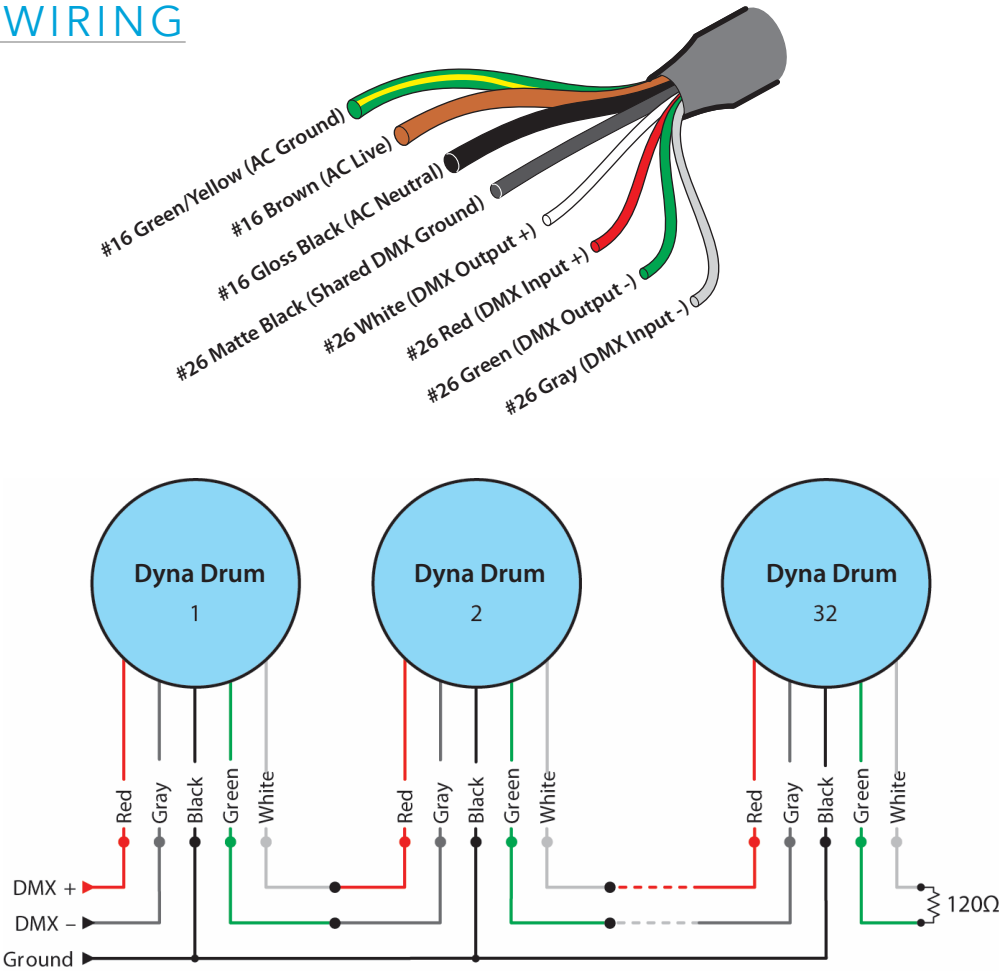 WIRING
#16 Green/Yellow (AC Ground)
#16 Brown (AC Live)
#16 Gloss Black (AC Neutral)
#26 Matte Black (Shared DMX Ground)
#26 White (DMX Output +)
#26 Red (DMX Input +)
#26 Green (DMX Output -)
#26 Gray (DMX Input -)
Dyna Drum
1
Dyna Drum
2
Dyna Drum
32
Red
Gray
Black
Green
White
Red
Gray
Black
Green
White
Red
Gray
Black
Green
White
DMX +
DMX –
Ground
120Ω